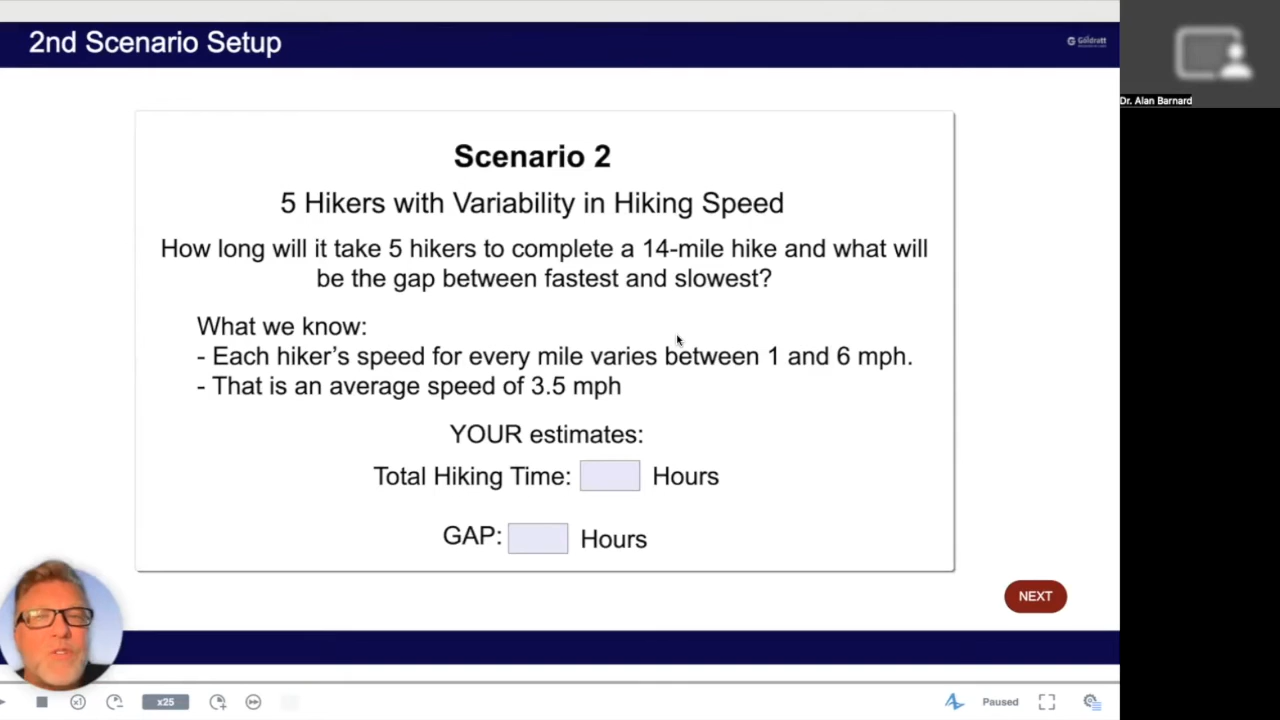 2nd Scenario Setup
Goldratt
Dr. Alan Barnard
Scenario 2
5 Hikers with Variability in Hiking Speed
How long will it take 5 hikers to complete a 14-mile hike and what will
be the gap between fastest and slowest?
What we know:
- Each hiker's speed for every mile varies between 1 and 6 mph.
- That is an average speed of 3.5 mph
YOUR estimates:
Total Hiking Time: Hours
GAP: Hours
NEXT
x1
x25
Paused